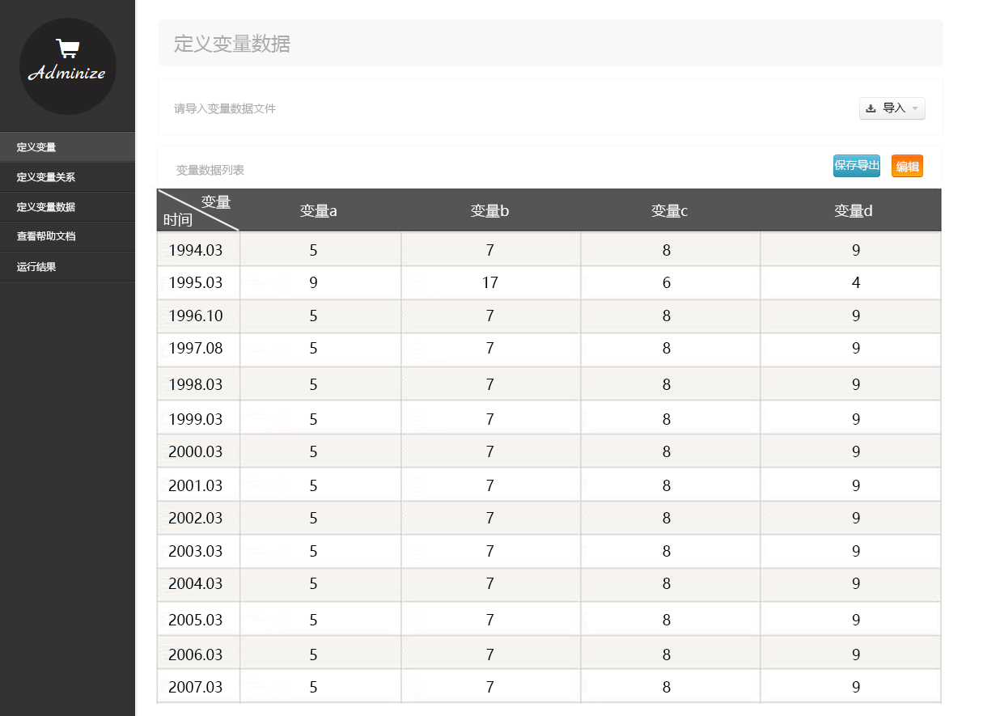 Adminize
定义变量
定义变量关系
定义变量数据
查看帮助文档
运行结果
定义变量数据
请导入变量数据文件 导入
变量数据列表 保存导出 编辑
变量 时间 变量a 变量b 变量c 变量d
1994.03 5 7 8 9
1995.03 9 17 6 4
1996.10 5 7 8 9
1997.08 5 7 8 9
1998.03 5 7 8 9
1999.03 5 7 8 9
2000.03 5 7 8 9
2001.03 5 7 8 9
2002.03 5 7 8 9
2003.03 5 7 8 9
2004.03 5 7 8 9
2005.03 5 7 8 9
2006.03 5 7 8 9
2007.03 5 7 8 9